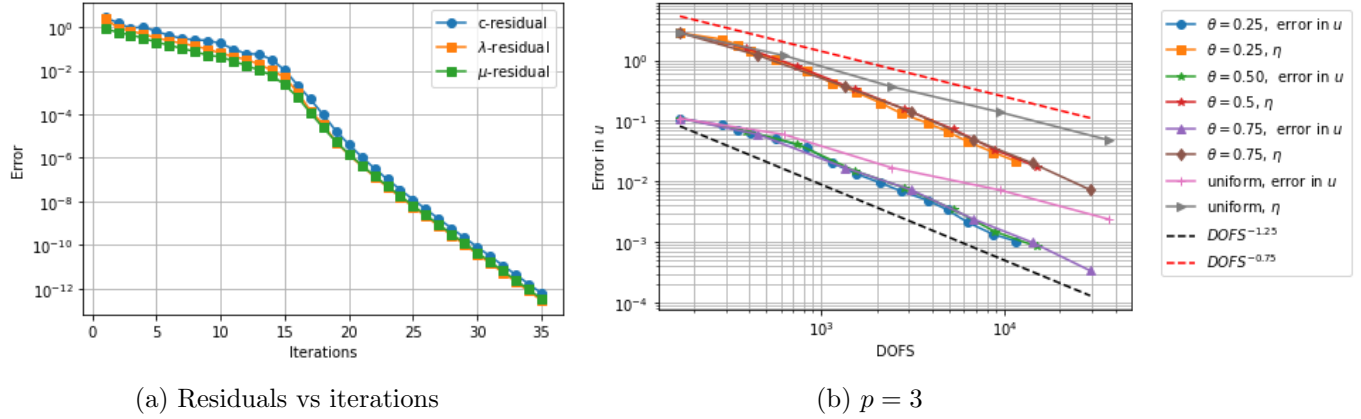 10^0
10^-2
10^-4
10^-6
10^-8
10^-10
10^-12
Error
0 5 10 15 20 25 30 35
Iterations
c-residual
λ-residual
μ-residual
(a) Residuals vs iterations
10^0
10^-1
10^-2
10^-3
10^-4
Error in u
10^3 10^4
DOFS
θ = 0.25, error in u
θ = 0.25, η
θ = 0.50, error in u
θ = 0.5, η
θ = 0.75, error in u
θ = 0.75, η
uniform, error in u
uniform, η
DOFS^-1.25
DOFS^-0.75
(b) p = 3